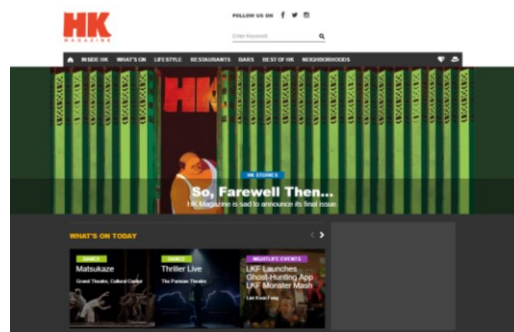 HK
MAGAZINE
FOLLOW US ON
Enter Keyword
INSIDE HK WHAT'S ON LIFESTYLE RESTAURANTS BARS BEST OF HK NEIGHBORHOODS
HK
HK STORIES
So, Farewell Then...
HK Magazine is sad to announce its final issue.
WHAT'S ON TODAY
DANCE
Matsukaze
Grand Theatre, Cultural Centre
DANCE
Thriller Live
The Parisian Theatre
NIGHTLIFE EVENTS
LKF Launches
Ghost-Hunting App
LKF Monster Mash
Lan Kwai Fong